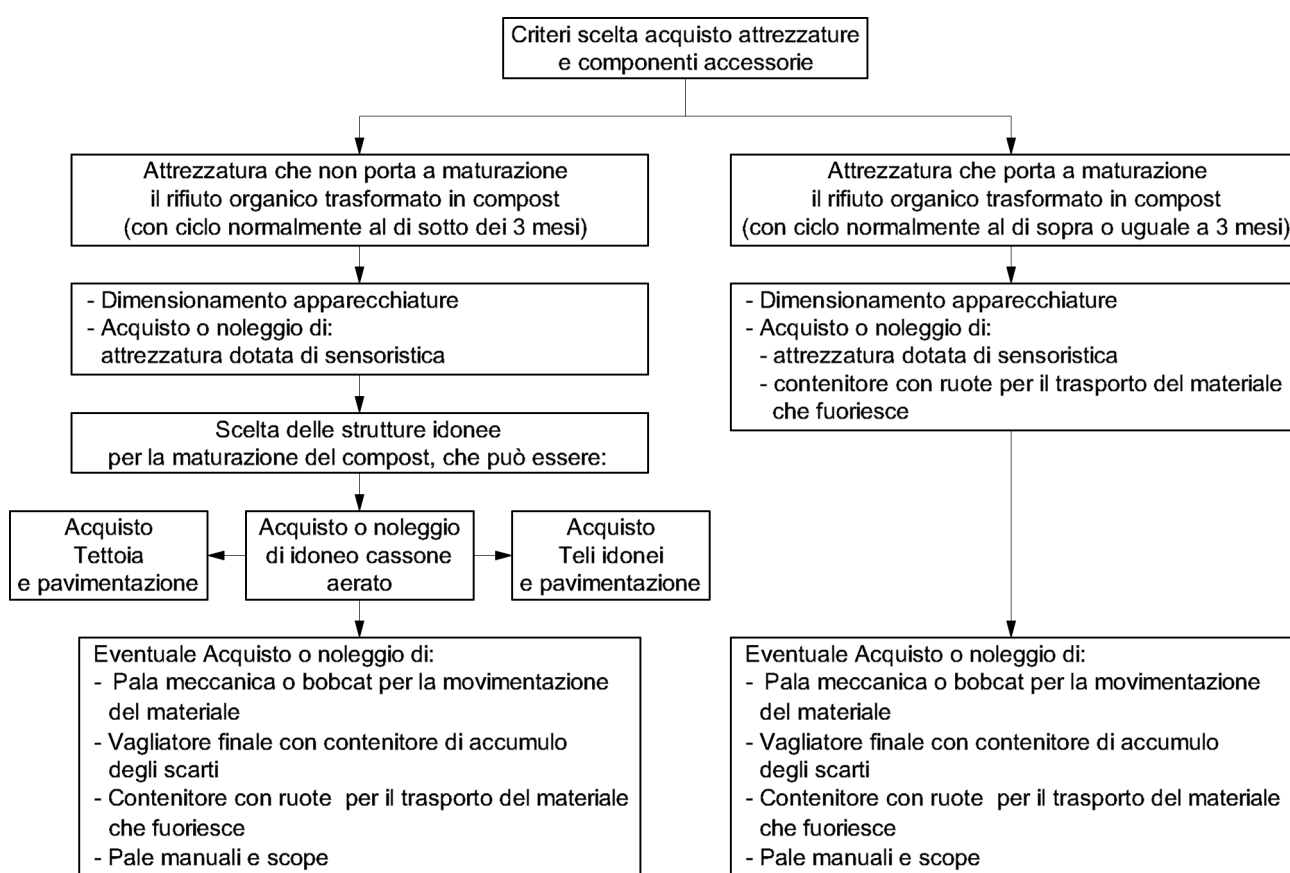 Criteri scelta acquisto attrezzature
e componenti accessorie
Attrezzatura che non porta a maturazione
il rifiuto organico trasformato in compost
(con ciclo normalmente al di sotto dei 3 mesi)
Attrezzatura che porta a maturazione
il rifiuto organico trasformato in compost
(con ciclo normalmente al di sopra o uguale a 3 mesi)
- Dimensionamento apparecchiature
- Acquisto o noleggio di:
attrezzatura dotata di sensoristica
- Dimensionamento apparecchiature
- Acquisto o noleggio di:
- attrezzatura dotata di sensoristica
- contenitore con ruote per il trasporto del materiale
che fuoriesce
Scelta delle strutture idonee
per la maturazione del compost, che può essere:
Acquisto
Tettoia
e pavimentazione
Acquisto o noleggio
di idoneo cassone
aerato
Acquisto
Teli idonei
e pavimentazione
Eventuale Acquisto o noleggio di:
- Pala meccanica o bobcat per la movimentazione
del materiale
- Vagliatore finale con contenitore di accumulo
degli scarti
- Contenitore con ruote per il trasporto del materiale
che fuoriesce
- Pale manuali e scope
Eventuale Acquisto o noleggio di:
- Pala meccanica o bobcat per la movimentazione
del materiale
- Vagliatore finale con contenitore di accumulo
degli scarti
- Contenitore con ruote per il trasporto del materiale
che fuoriesce
- Pale manuali e scope